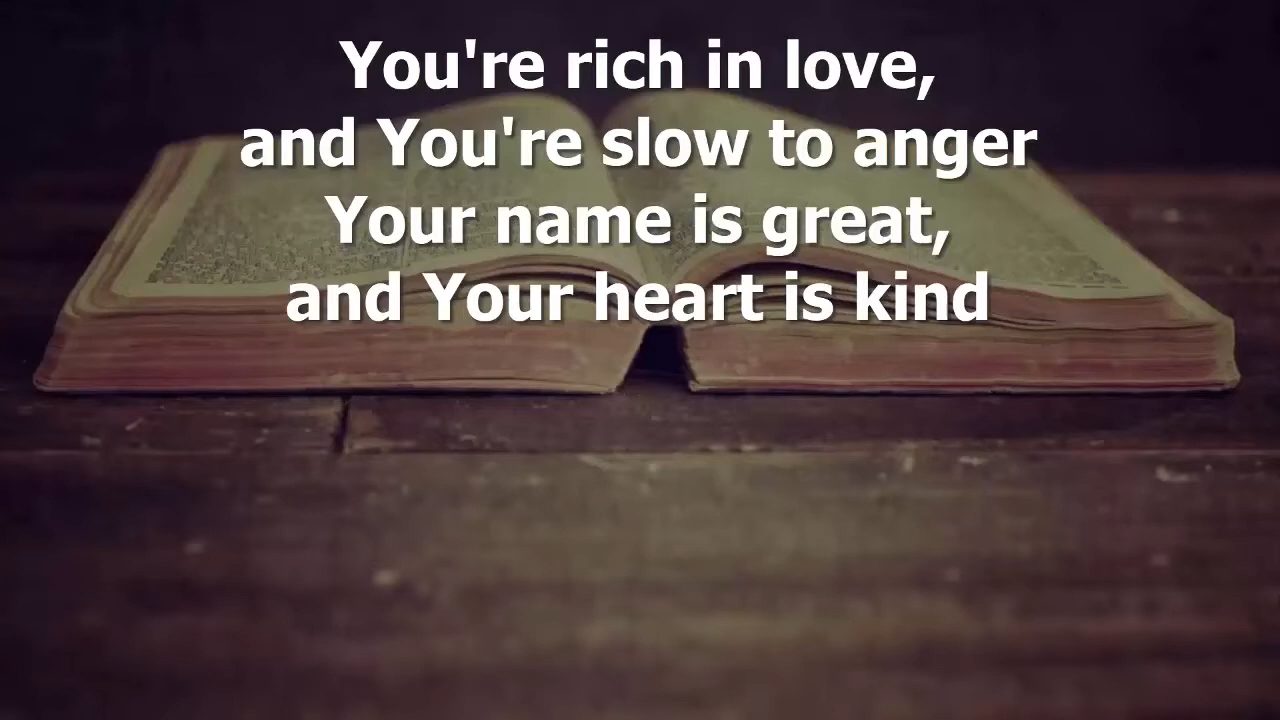 You're rich in love,
and You're slow to anger
Your name is great,
and Your heart is kind